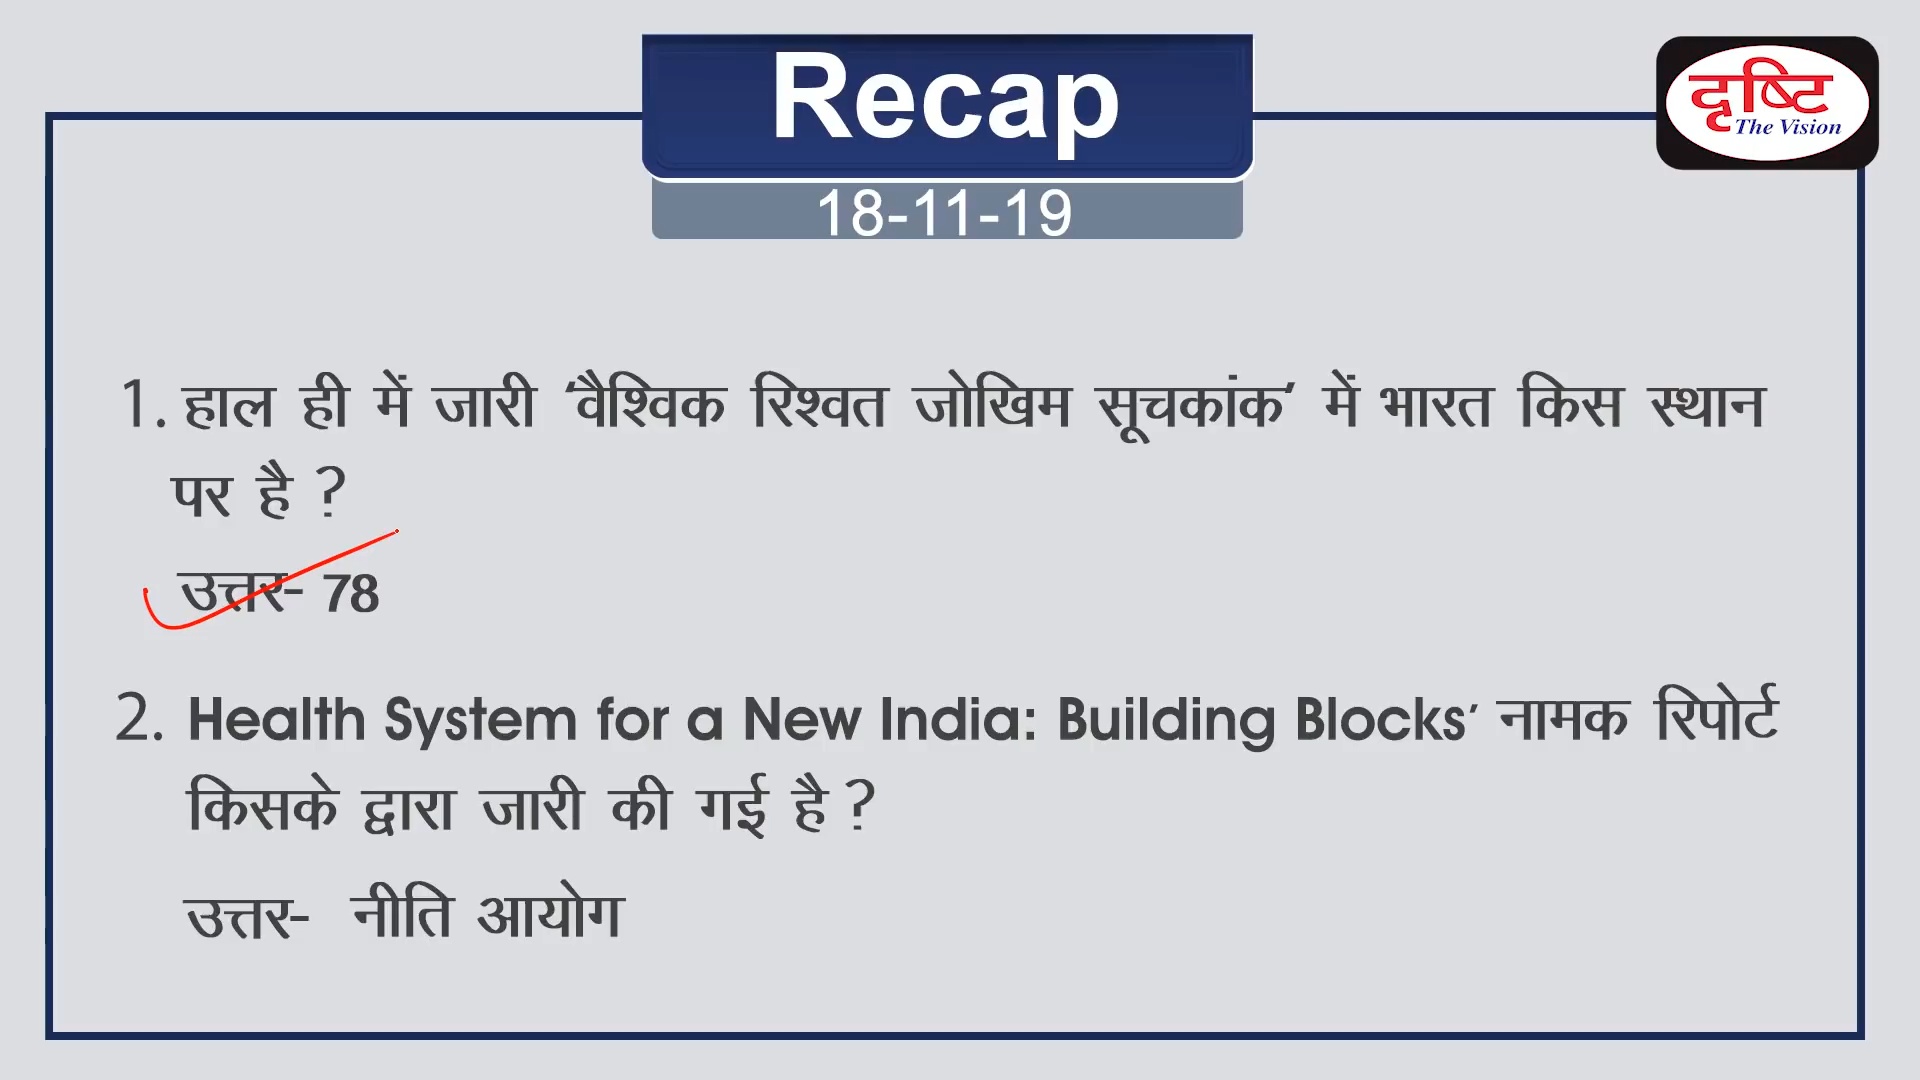 Recap
दृष्टि
The Vision
18-11-19
1. हाल ही में जारी ‘वैश्विक रिश्वत जोखिम सूचकांक’ में भारत किस स्थान
पर है ?
उत्तर- 78
2. Health System for a New India: Building Blocks’ नामक रिपोर्ट
किसके द्वारा जारी की गई है ?
उत्तर- नीति आयोग